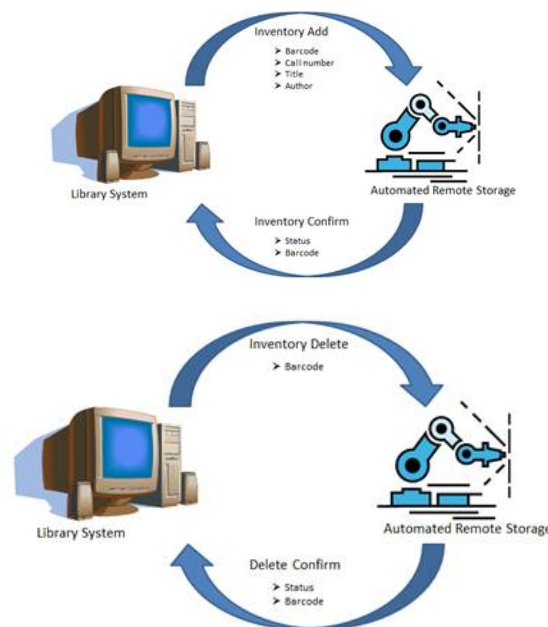 Inventory Add
➤ Barcode
➤ Call number
➤ Title
➤ Author
Library System
Automated Remote Storage
Inventory Confirm
➤ Status
➤ Barcode
Inventory Delete
➤ Barcode
Library System
Automated Remote Storage
Delete Confirm
➤ Status
➤ Barcode